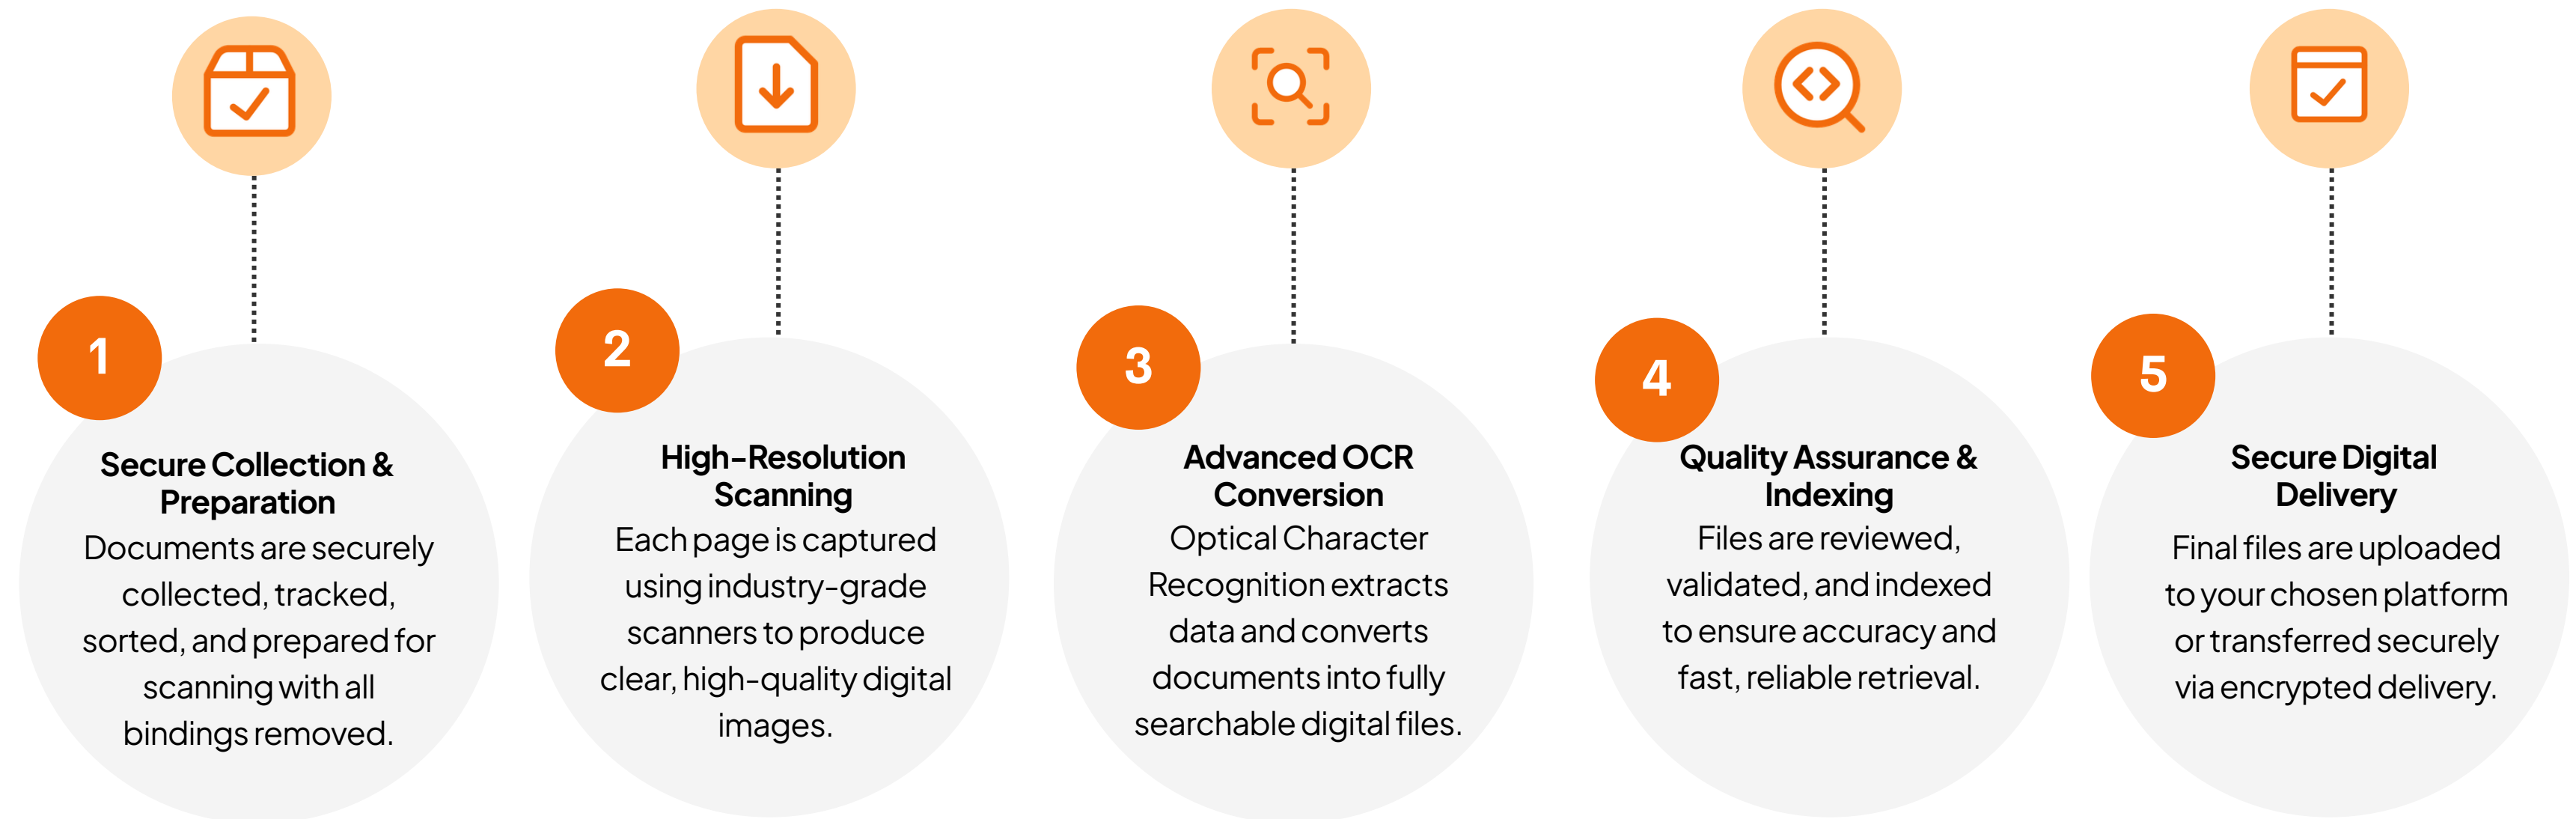 1
Secure Collection &
Preparation
Documents are securely
collected, tracked,
sorted, and prepared for
scanning with all
bindings removed.
2
High-Resolution
Scanning
Each page is captured
using industry-grade
scanners to produce
clear, high-quality digital
images.
3
Advanced OCR
Conversion
Optical Character
Recognition extracts
data and converts
documents into fully
searchable digital files.
4
Quality Assurance &
Indexing
Files are reviewed,
validated, and indexed
to ensure accuracy and
fast, reliable retrieval.
5
Secure Digital
Delivery
Final files are uploaded
to your chosen platform
or transferred securely
via encrypted delivery.